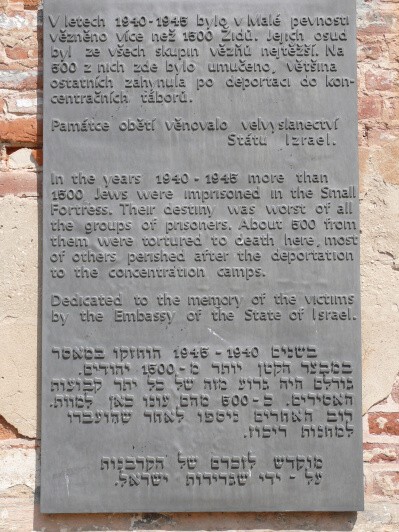 V letech 1940-1945 bylo v Malé pevnosti
vězněno více než 1500 Židů. Jejich osud
byl ze všech skupin vězňů nejtěžší. Na
500 z nich zde bylo umučeno, většina
ostatních zahynula po deportaci do kon-
centračních táborů.
Památce obětí věnovalo velvyslanectví
Státu Izrael.
In the years 1940-1945 more than
1500 Jews were imprisoned in the Small
Fortress. Their destiny was worst of all
the groups of prisoners. About 500 from
them were tortured to death here, most
of others perished after the deportation
to the concentration camps.
Dedicated to the memory of the victims
by the Embassy of the State of Israel.
בשנים 1940 - 1945 הוחזקו במאסר
במבצר הקטן יותר מ-1500 יהודים.
גורלם היה גרוע מזה של כל יתר קבוצות
האסירים. כ-500 מהם עונו כאן למוות.
רוב האחרים ניספו לאחר שהועברו
למחנות ריכוז.
מוקדש לזכרם של הקרבנות
על - ידי שגרירות ישראל.